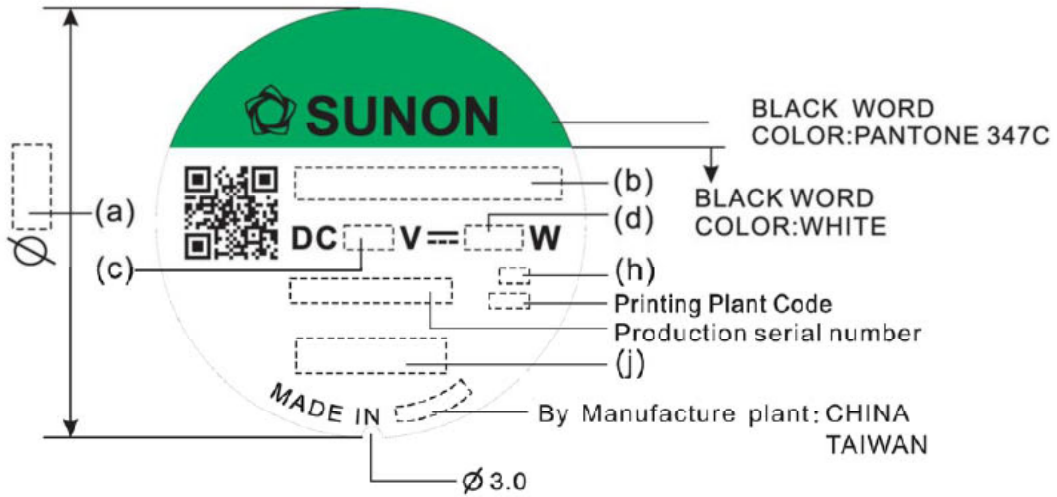 SUNON
BLACK WORD
COLOR:PANTONE 347C
(a)
(b)
BLACK WORD
COLOR:WHITE
(d)
DC V W
(c)
(h)
Printing Plant Code
Production serial number
(j)
MADE IN
By Manufacture plant: CHINA
TAIWAN
Ø
Ø 3.0